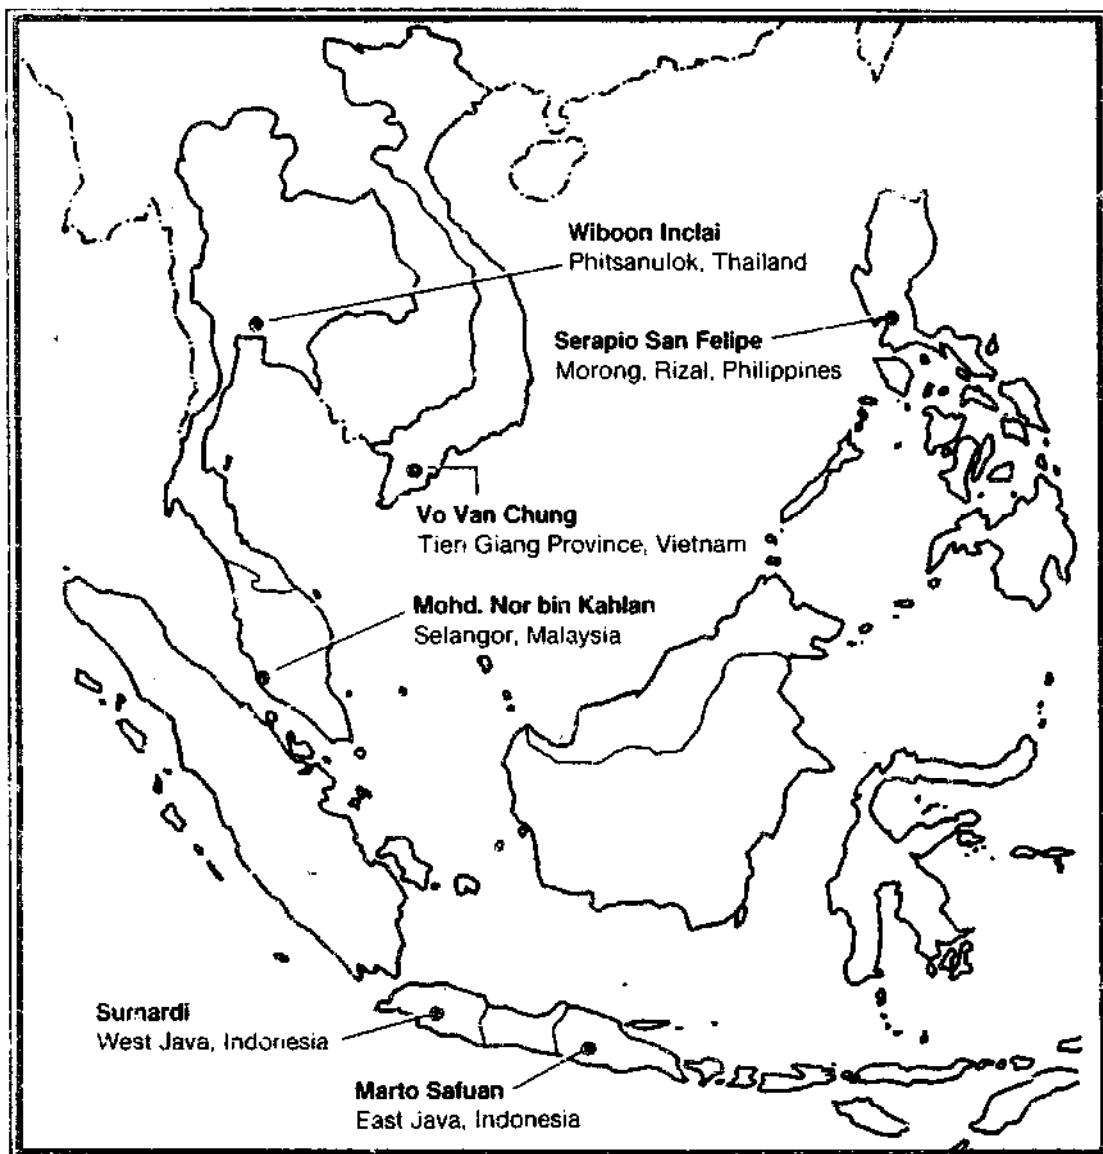 Wiboon Inclai
Phitsanulok, Thailand
Serapio San Felipe
Morong, Rizal, Philippines
Vo Van Chung
Tien Giang Province, Vietnam
Mohd. Nor bin Kahlan
Selangor, Malaysia
Surnardi
West Java, Indonesia
Marto Safuan
East Java, Indonesia